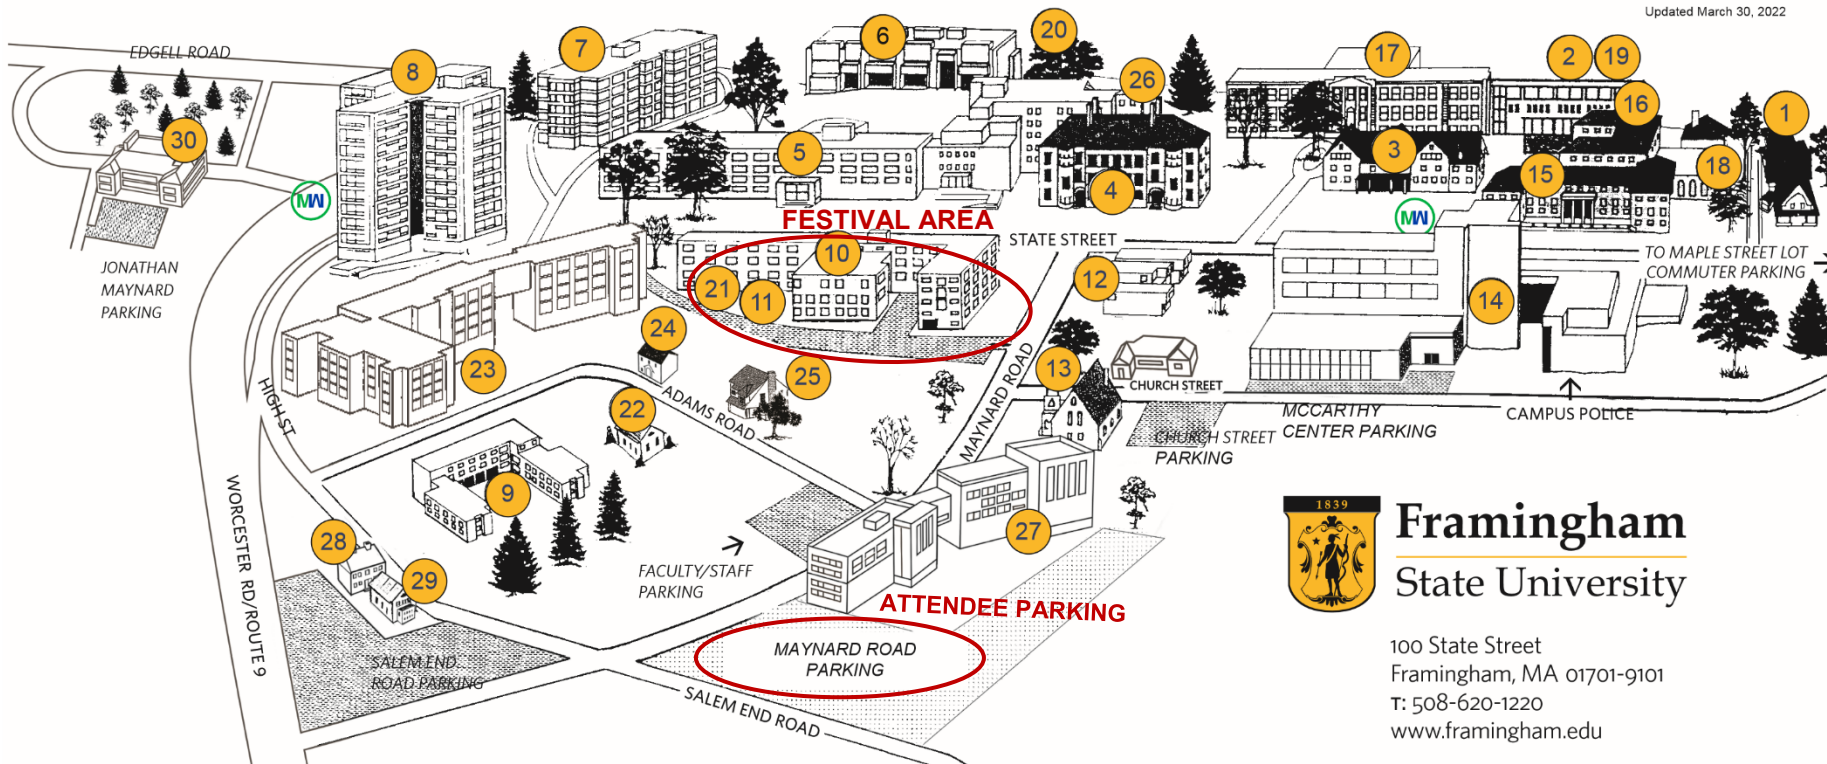 Updated March 30, 2022
EDGELL ROAD
7
8
6
20
26
17
2
19
16
1
30
5
4
3
15
18
MW
MW
FESTIVAL AREA
STATE STREET
TO MAPLE STREET LOT
COMMUTER PARKING
JONATHAN
MAYNARD
PARKING
10
21
11
12
14
24
23
25
13
22
HIGH ST
ADAMS ROAD
MAYNARD ROAD
MAYNARD ROAD
CHURCH STREET
MCCARTHY
CENTER PARKING
CAMPUS POLICE
CHURCH STREET
PARKING
9
27
28
29
WORCESTER RD/ROUTE 9
FACULTY/STAFF
PARKING
ATTENDEE PARKING
MAYNARD ROAD
PARKING
SALEM END
ROAD PARKING
SALEM END ROAD
1839
Framingham
State University
100 State Street
Framingham, MA 01701-9101
T: 508-620-1220
www.framingham.edu